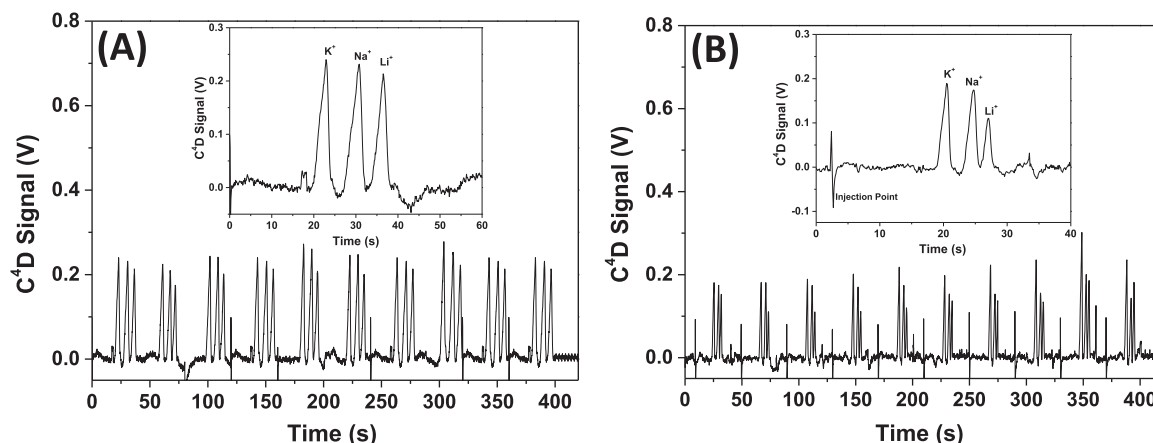 (A)
C⁴D Signal (V)
0.8
0.6
0.4
0.2
0.0
0 50 100 150 200 250 300 350 400
Time (s)
C⁴D Signal (V)
0.3
0.2
0.1
0.0
0 10 20 30 40 50 60
Time (s)
K⁺
Na⁺
Li⁺
(B)
C⁴D Signal (V)
0.8
0.6
0.4
0.2
0.0
0 50 100 150 200 250 300 350 400
Time (s)
C⁴D Signal (V)
0.3
0.2
0.1
0.0
-0.1
0 10 20 30 40
Time (s)
K⁺
Na⁺
Li⁺
Injection Point